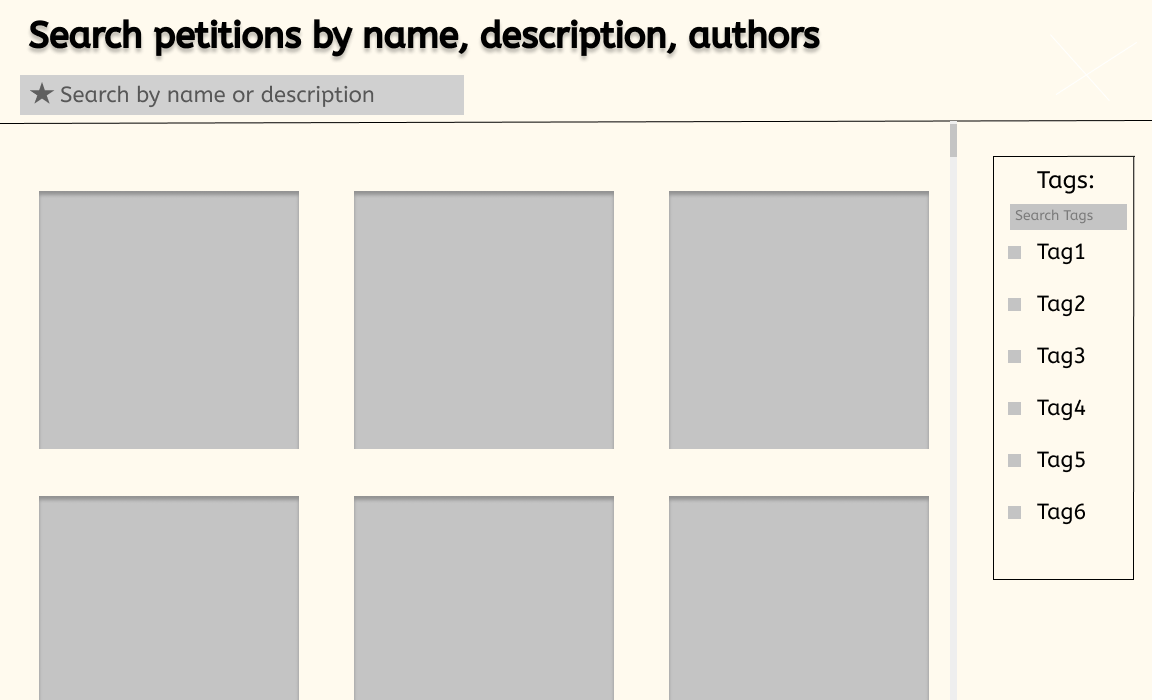 Search petitions by name, description, authors
★ Search by name or description
Tags:
Search Tags
Tag1
Tag2
Tag3
Tag4
Tag5
Tag6